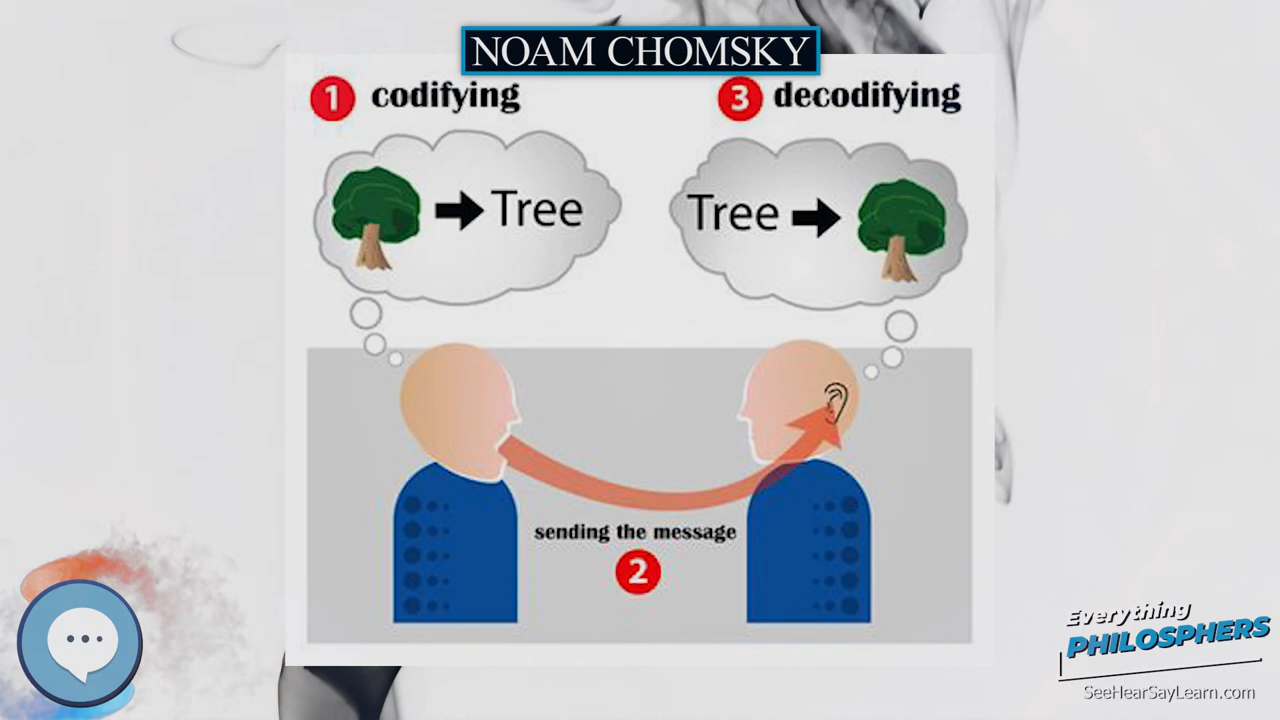 NOAM CHOMSKY
1 codifying
3 decodifying
Tree
Tree
sending the message
2
Everything
PHILOSPHERS
SeeHearSayLearn.com